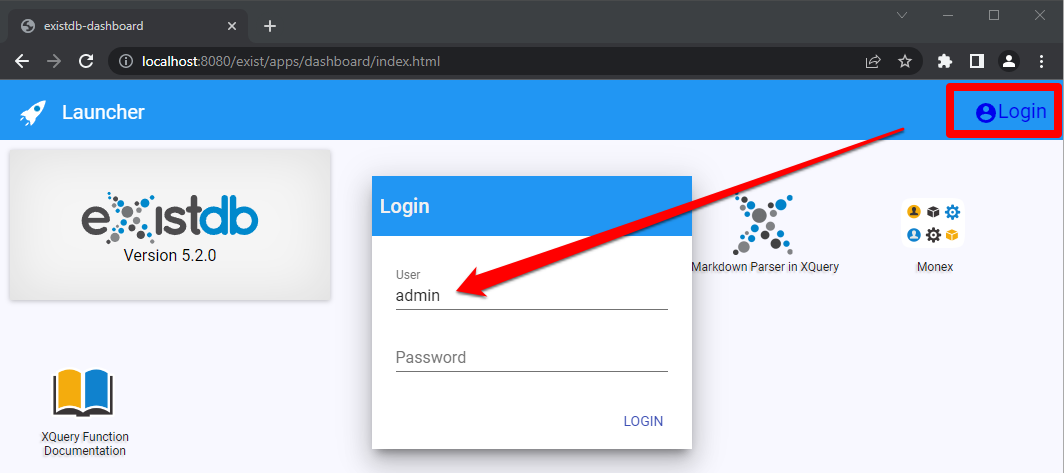 existdb-dashboard
localhost:8080/exist/apps/dashboard/index.html
Launcher
Login
existdb
Version 5.2.0
Login
User
admin
Password
LOGIN
Markdown Parser in XQuery
Monex
XQuery Function
Documentation